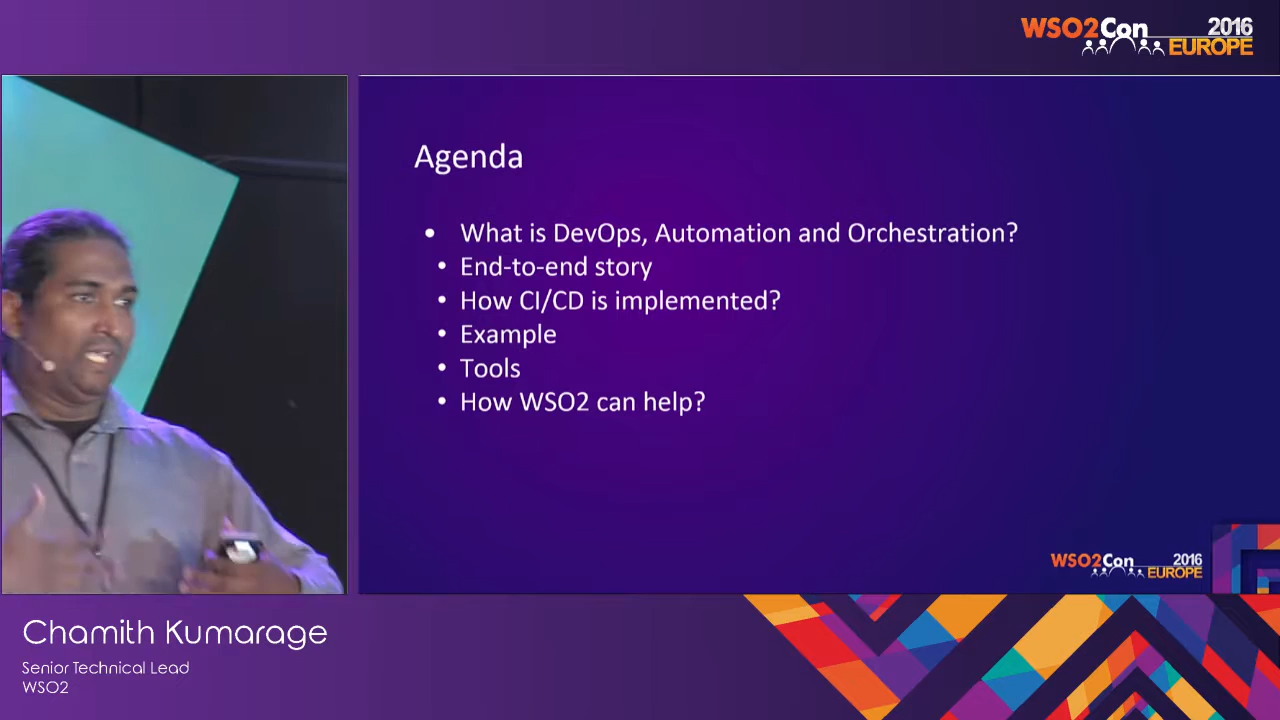 WSO2Con 2016
EUROPE
Agenda
• What is DevOps, Automation and Orchestration?
• End-to-end story
• How CI/CD is implemented?
• Example
• Tools
• How WSO2 can help?
WSO2Con 2016
EUROPE
Chamith Kumarage
Senior Technical Lead
WSO2